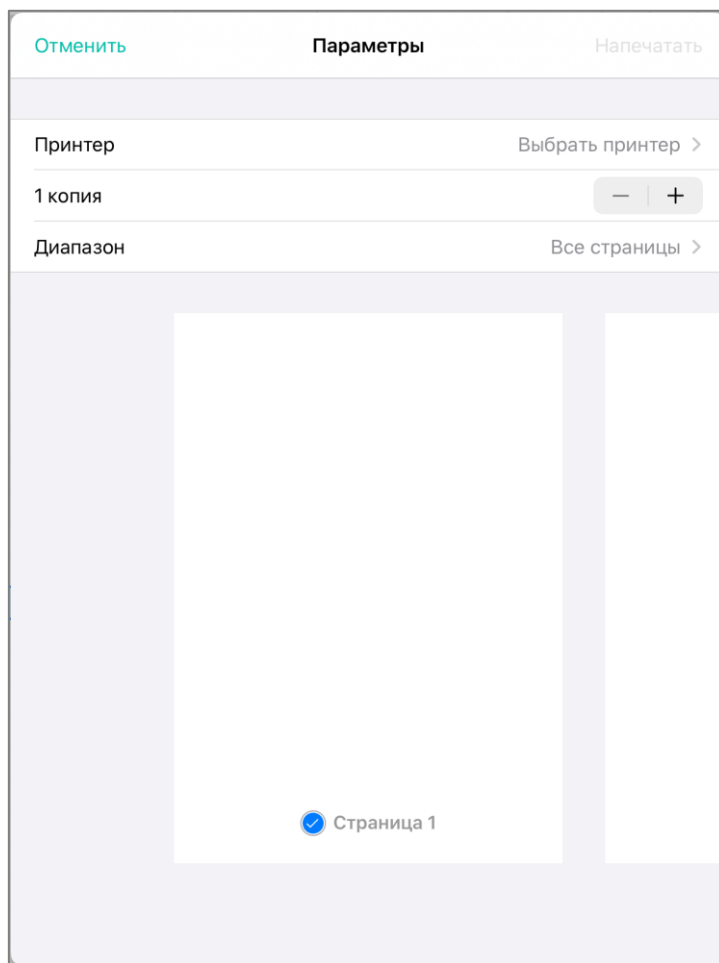 Отменить Параметры Напечатать
Принтер Выбрать принтер
1 копия
Диапазон Все страницы
Страница 1